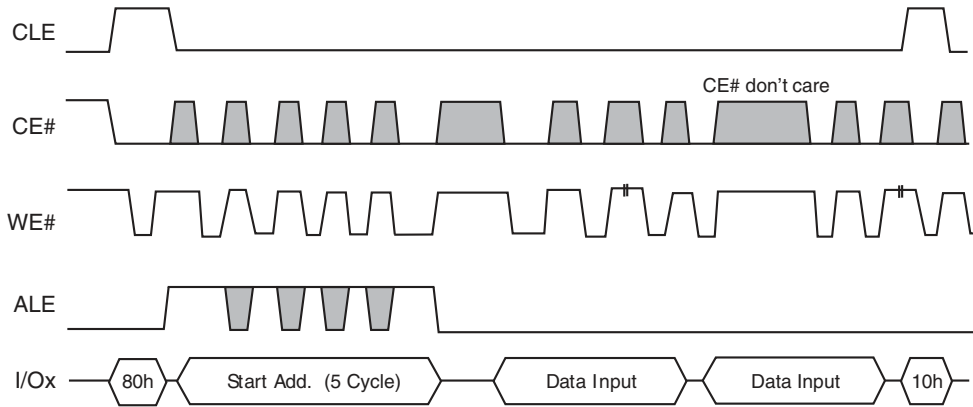 CLE
CE# don't care
CE#
WE#
ALE
I/Ox 80h Start Add. (5 Cycle) Data Input Data Input 10h